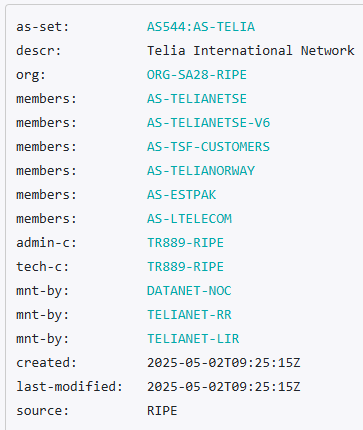 as-set: AS544:AS-TELIA
descr: Telia International Network
org: ORG-SA28-RIPE
members: AS-TELIANETSE
members: AS-TELIANETSE-V6
members: AS-TSF-CUSTOMERS
members: AS-TELIANORWAY
members: AS-ESTPAK
members: AS-LTELECOM
admin-c: TR889-RIPE
tech-c: TR889-RIPE
mnt-by: DATANET-NOC
mnt-by: TELIANET-RR
mnt-by: TELIANET-LIR
created: 2025-05-02T09:25:15Z
last-modified: 2025-05-02T09:25:15Z
source: RIPE